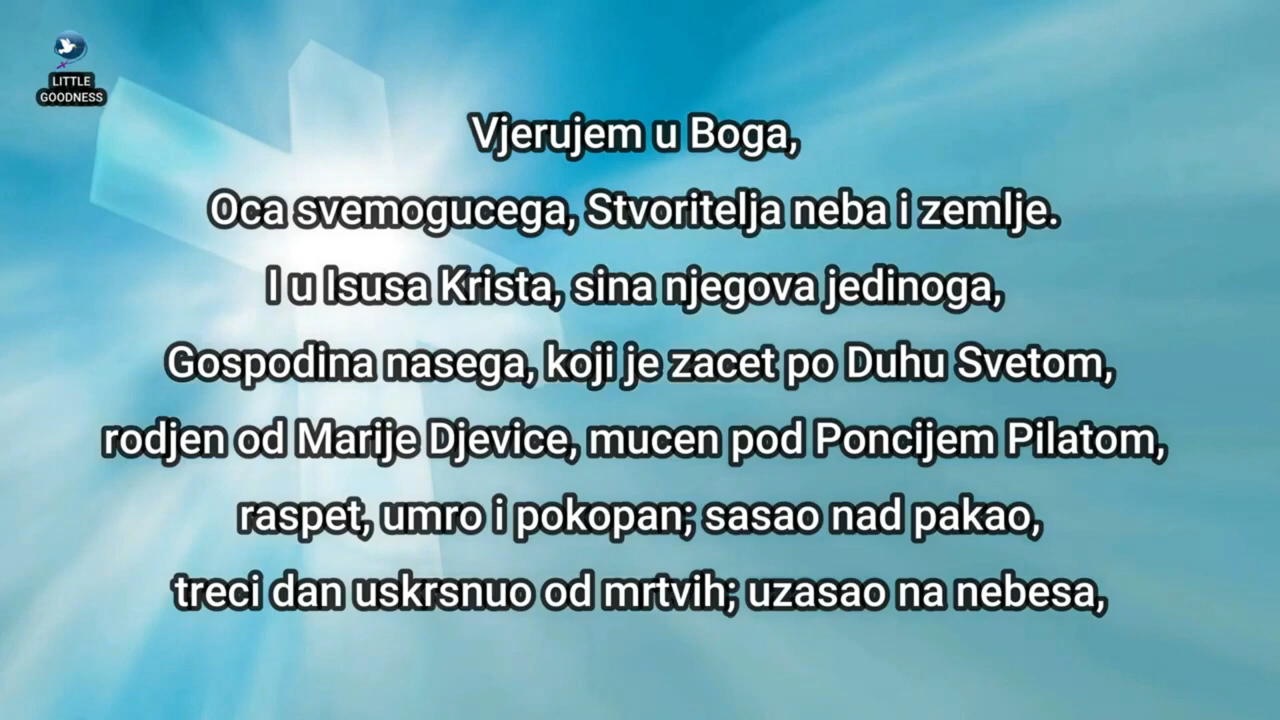 LITTLE
GOODNESS
Vjerujem u Boga,
Oca svemogucega, Stvoritelja neba i zemlje.
I u Isusa Krista, sina njegova jedinoga,
Gospodina nasega, koji je zacet po Duhu Svetom,
rodjen od Marije Djevice, mucen pod Poncijem Pilatom,
raspet, umro i pokopan; sasao nad pakao,
treci dan uskrsnuo od mrtvih; uzasao na nebesa,